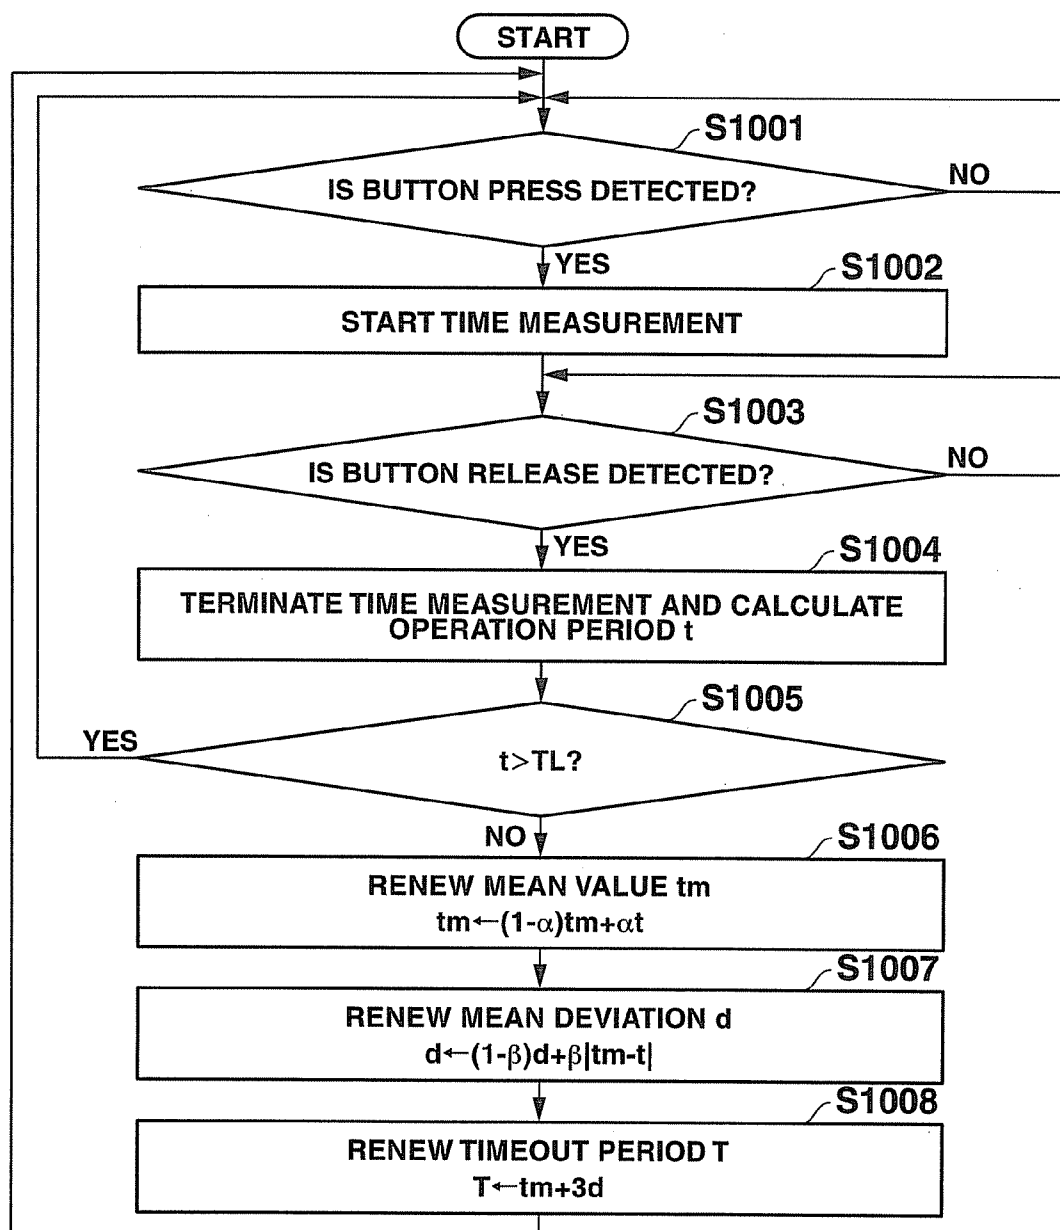 START
S1001
IS BUTTON PRESS DETECTED?
NO
YES
S1002
START TIME MEASUREMENT
S1003
IS BUTTON RELEASE DETECTED?
NO
YES
S1004
TERMINATE TIME MEASUREMENT AND CALCULATE
OPERATION PERIOD t
S1005
YES
t>TL?
NO
S1006
RENEW MEAN VALUE tm
tm←(1-α)tm+αt
S1007
RENEW MEAN DEVIATION d
d←(1-β)d+β|tm-t|
S1008
RENEW TIMEOUT PERIOD T
T←tm+3d